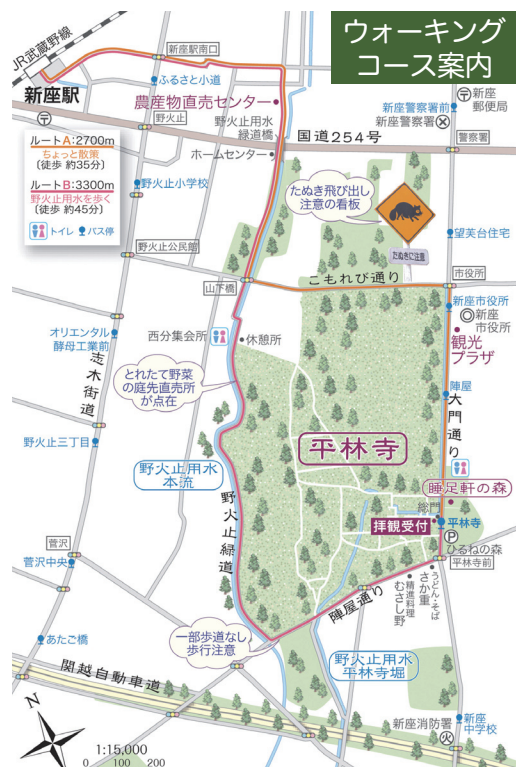 ウォーキング
コース案内
JR武蔵野線
新座駅
新座駅南口
ふるさと小道
農産物直売センター
野火止用水
緑道橋
ホームセンター
国道254号
新座警察署前
新座警察署
新座
郵便局
警察署
野火止
ルートA:2700m
ちょっと散策
(徒歩 約35分)
ルートB:3300m
野火止用水を歩く
(徒歩 約45分)
トイレ
バス停
野火止小学校
野火止公民館
たぬき飛び出し
注意の看板
たぬきに注意
望芙台住宅
山下橋
こもれび通り
市役所
新座市役所
新座
市役所
観光
プラザ
オリエンタル
酵母工業前
西分集会所
休憩所
志木街道
とれたて野菜
の庭先直売所
が点在
陣屋
大門通り
野火止三丁目
野火止用水
本流
平林寺
睡足軒の森
総門
拝観受付
平林寺
P
ひるねの森
平林寺前
野火止緑道
菅沢
菅沢中央
陣屋通り
うどん・そば
さか重
精進料理
むさし野
あたご橋
一部歩道なし
歩行注意
野火止用水
平林寺堀
関越自動車道
N
新座消防署
火
新座
中学校
1:15,000
0 100 200